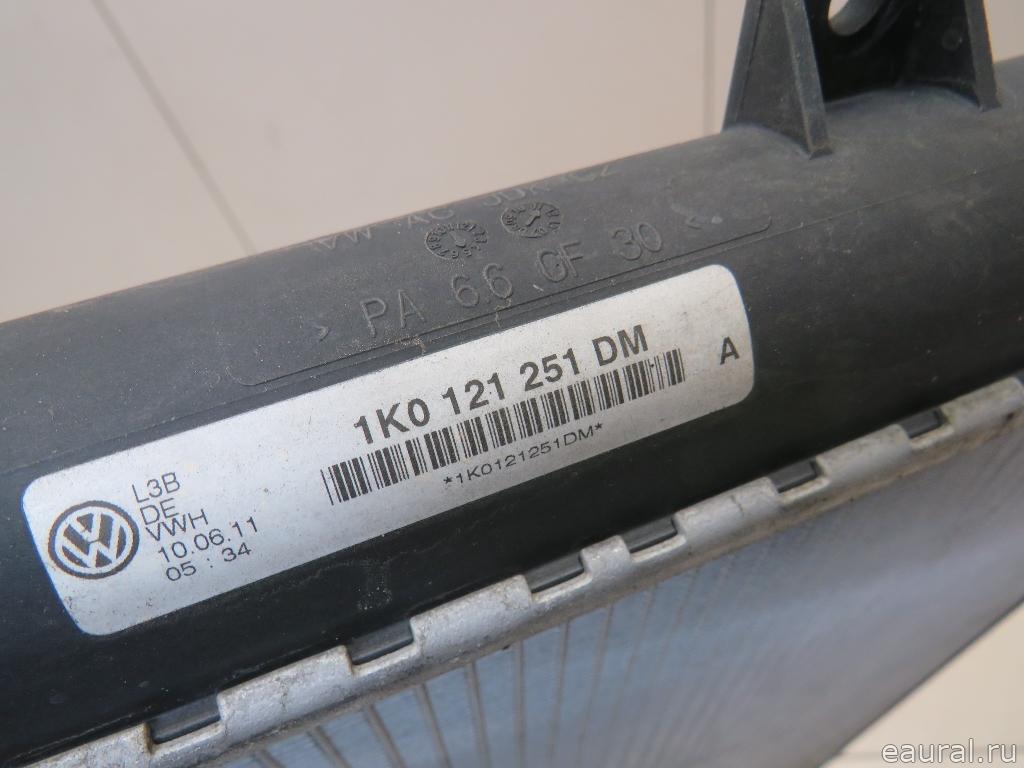 > PA 66 GF 30 <
1K0 121 251 DM
A
*1K0121251DM*
L3B
DE
VWH
10.06.11
05 : 34
eaural.ru